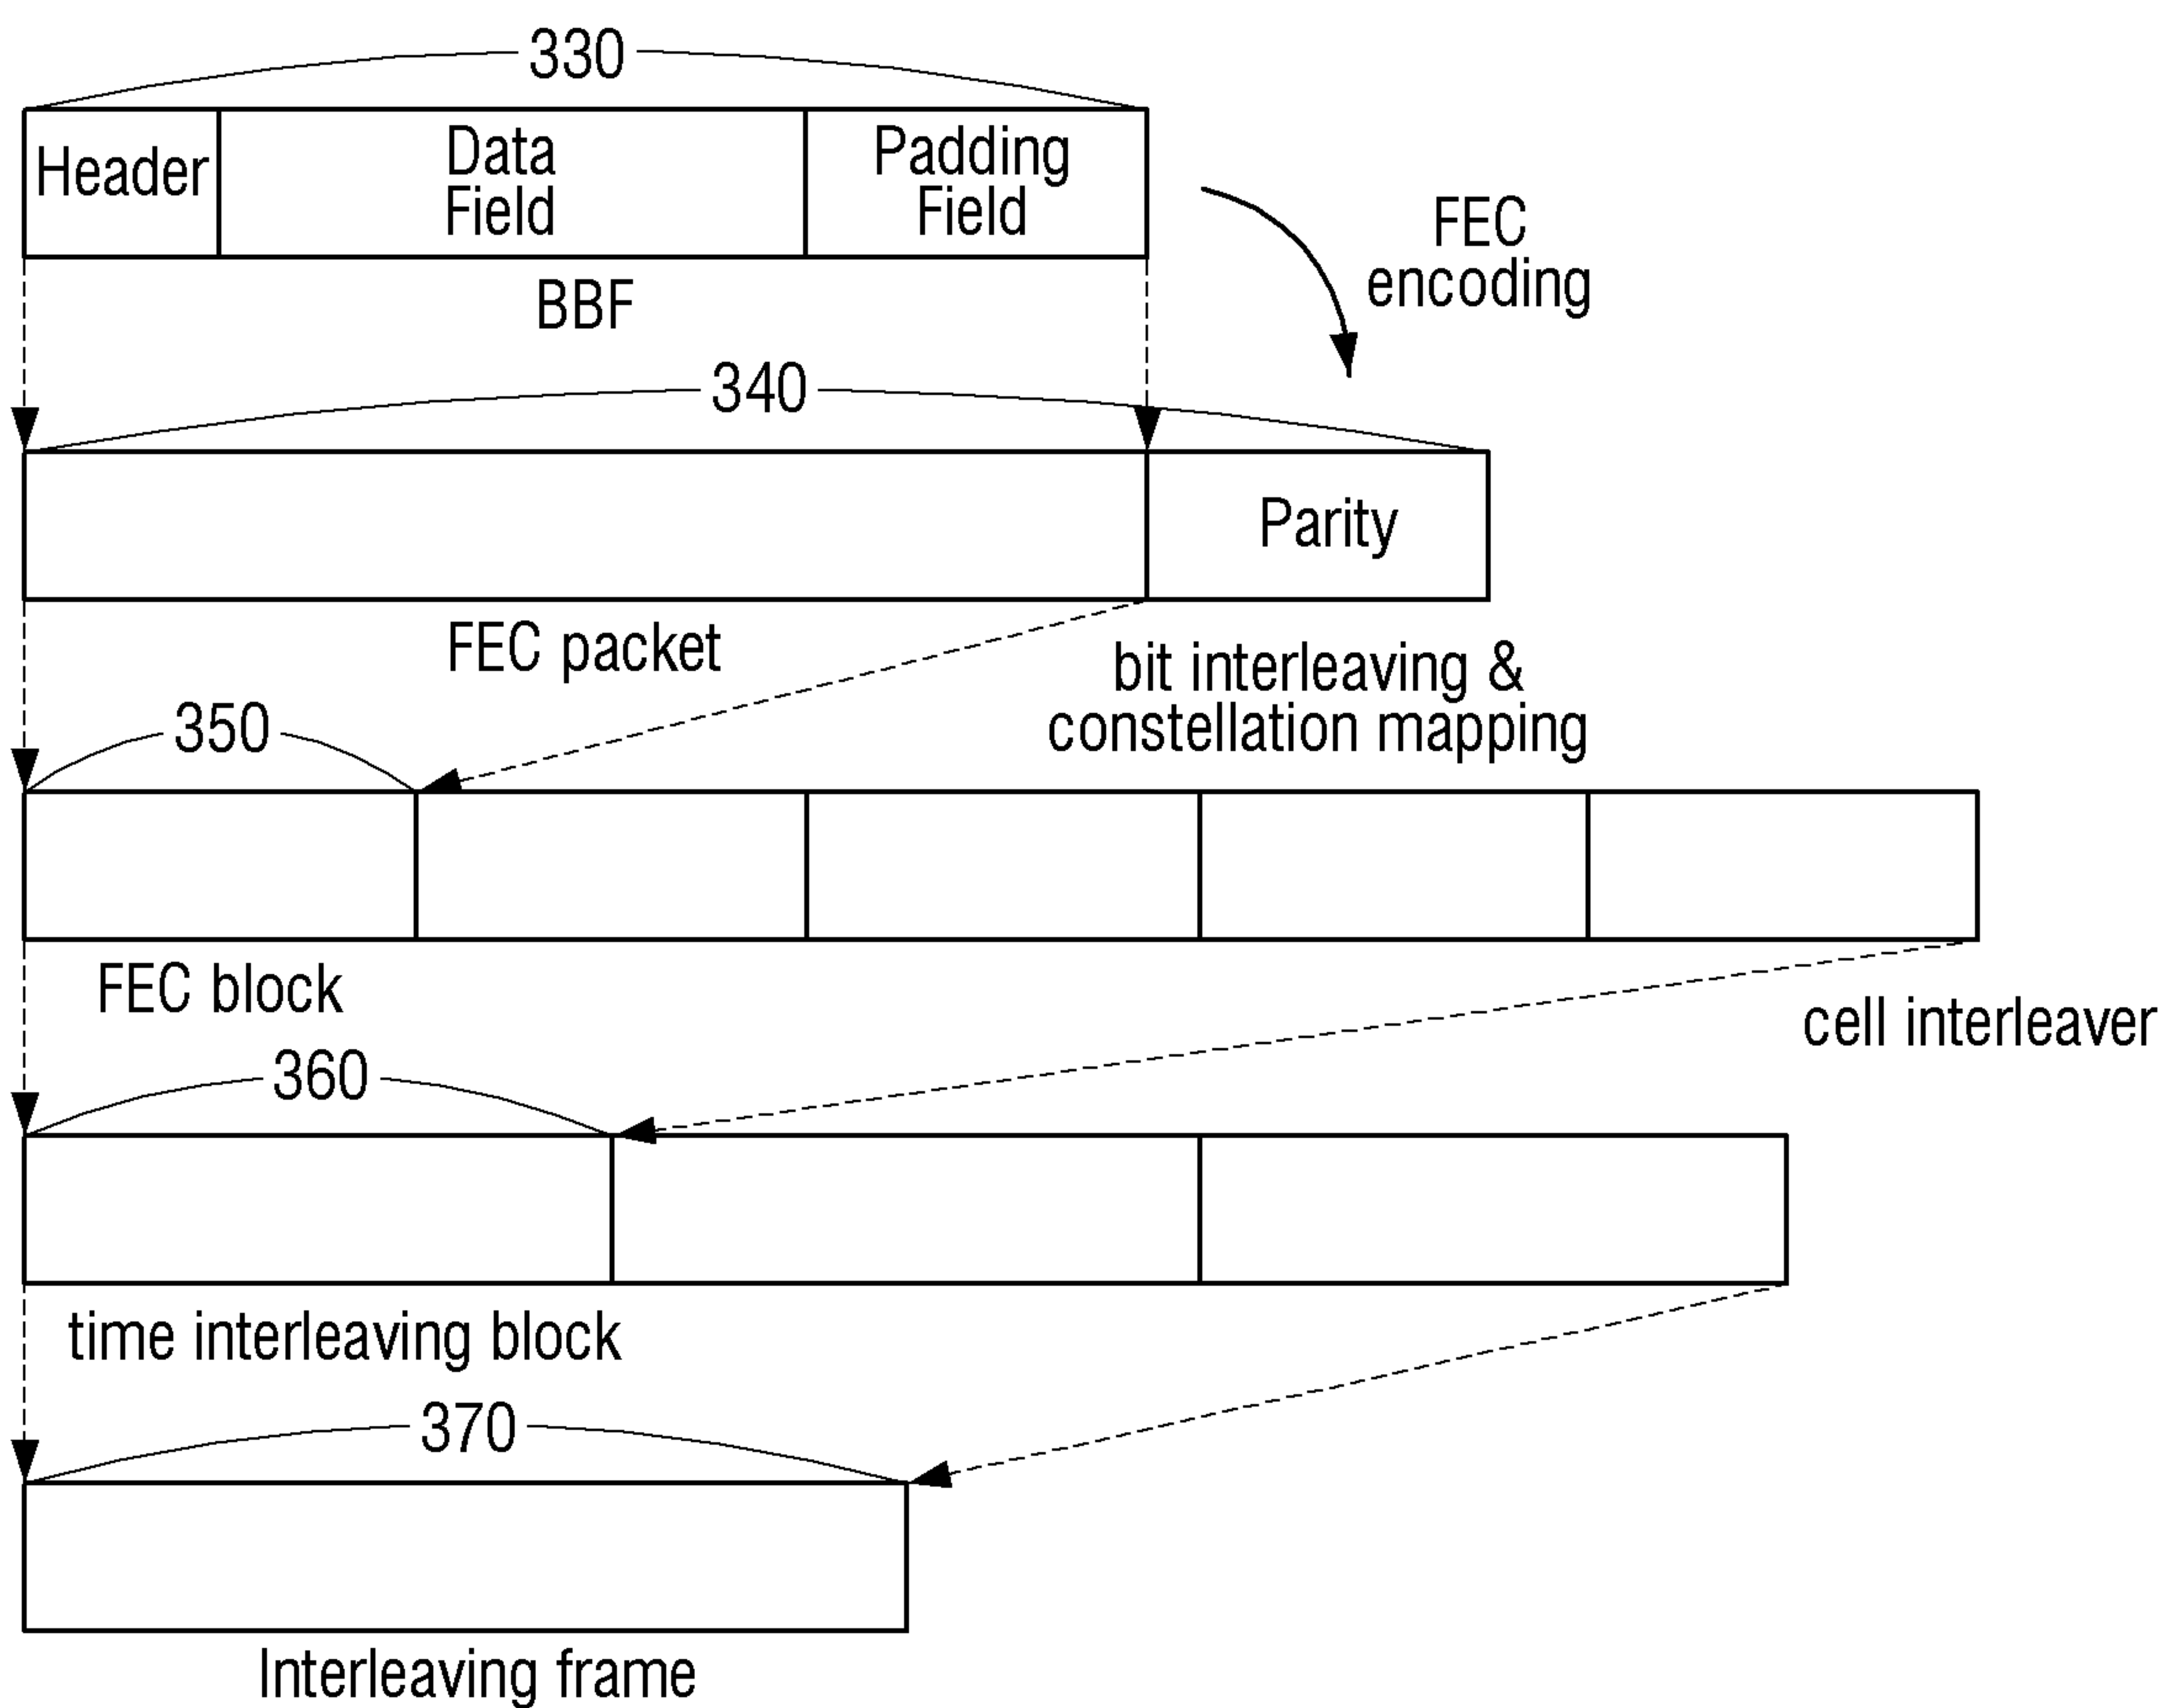 330
Header
Data
Field
Padding
Field
FEC
encoding
BBF
340
Parity
FEC packet
bit interleaving &
constellation mapping
350
FEC block
cell interleaver
360
time interleaving block
370
Interleaving frame